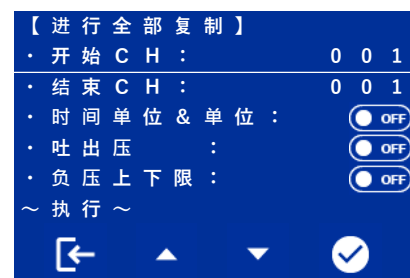 【进行全部复制】
・开始CH： 001
・结束CH： 001
・时间单位&单位： OFF
・吐出压： OFF
・负压上下限： OFF
～执行～